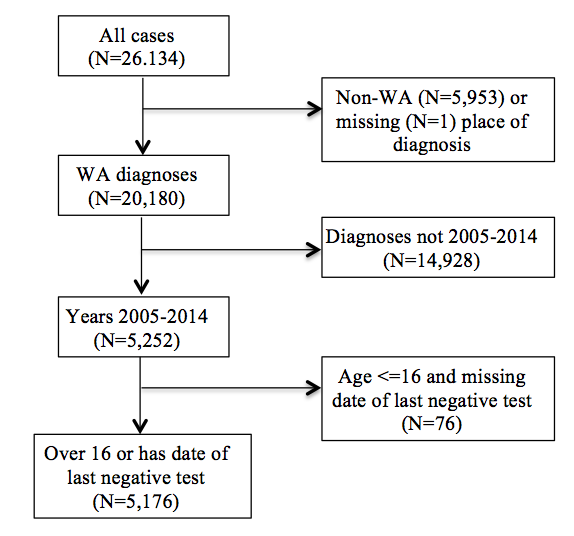 All cases
(N=26.134)
Non-WA (N=5,953) or
missing (N=1) place of
diagnosis
WA diagnoses
(N=20,180)
Diagnoses not 2005-2014
(N=14,928)
Years 2005-2014
(N=5,252)
Age <=16 and missing
date of last negative test
(N=76)
Over 16 or has date of
last negative test
(N=5,176)